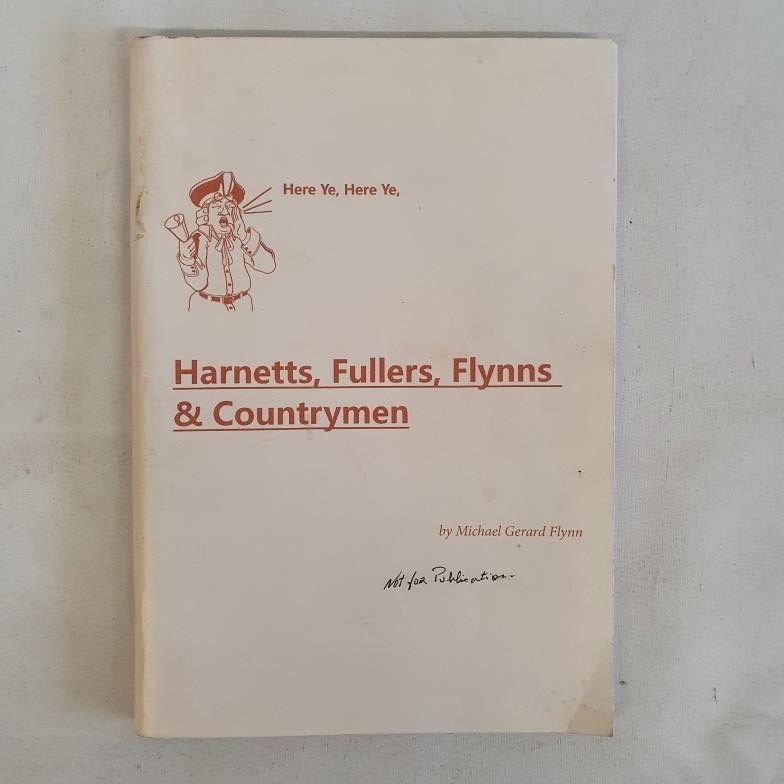 Here Ye, Here Ye,
Harnetts, Fullers, Flynns
& Countrymen
by Michael Gerard Flynn
Not for Publication.